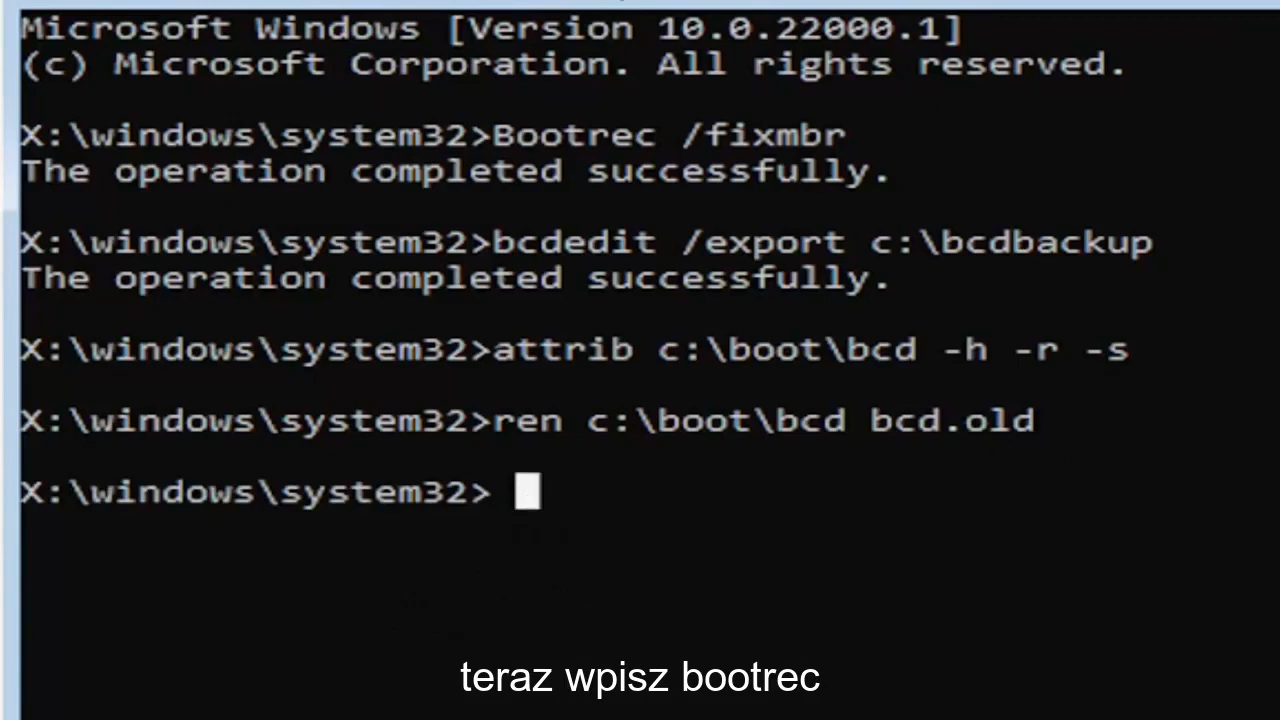 Microsoft Windows [Version 10.0.22000.1]
(c) Microsoft Corporation. All rights reserved.
X:\windows\system32>Bootrec /fixmbr
The operation completed successfully.
X:\windows\system32>bcdedit /export c:\bcdbackup
The operation completed successfully.
X:\windows\system32>attrib c:\boot\bcd -h -r -s
X:\windows\system32>ren c:\boot\bcd bcd.old
X:\windows\system32>
teraz wpisz bootrec